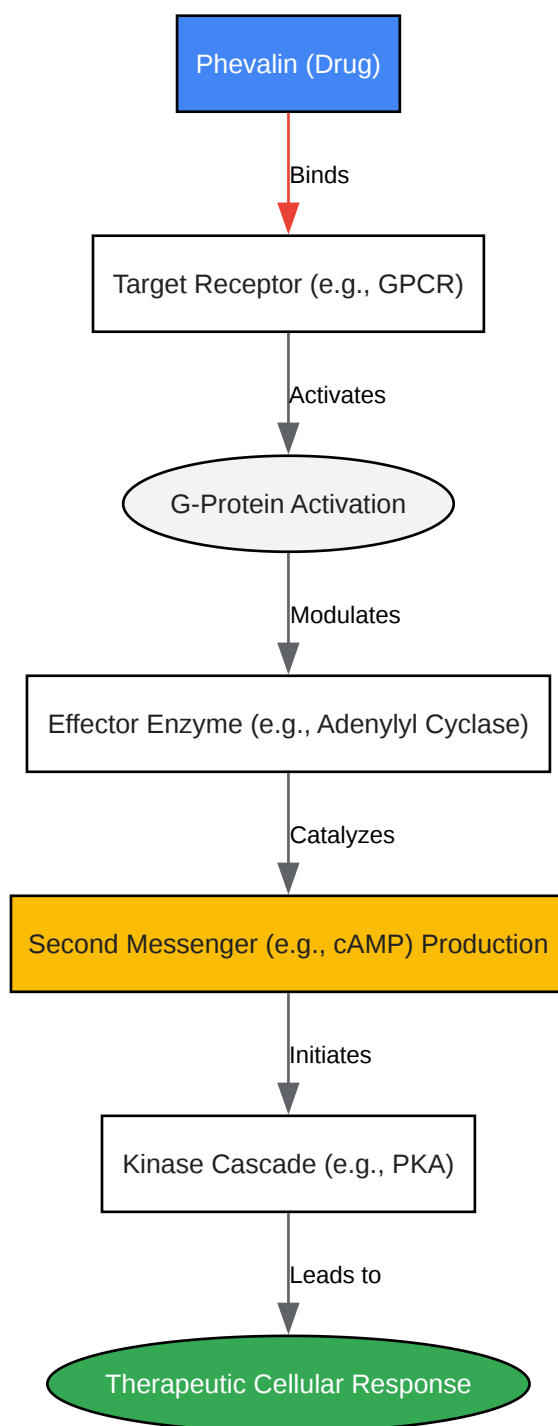 Phevalin (Drug)
Binds
Target Receptor (e.g., GPCR)
Activates
G-Protein Activation
Modulates
Effector Enzyme (e.g., Adenylyl Cyclase)
Catalyzes
Second Messenger (e.g., cAMP) Production
Initiates
Kinase Cascade (e.g., PKA)
Leads to
Therapeutic Cellular Response